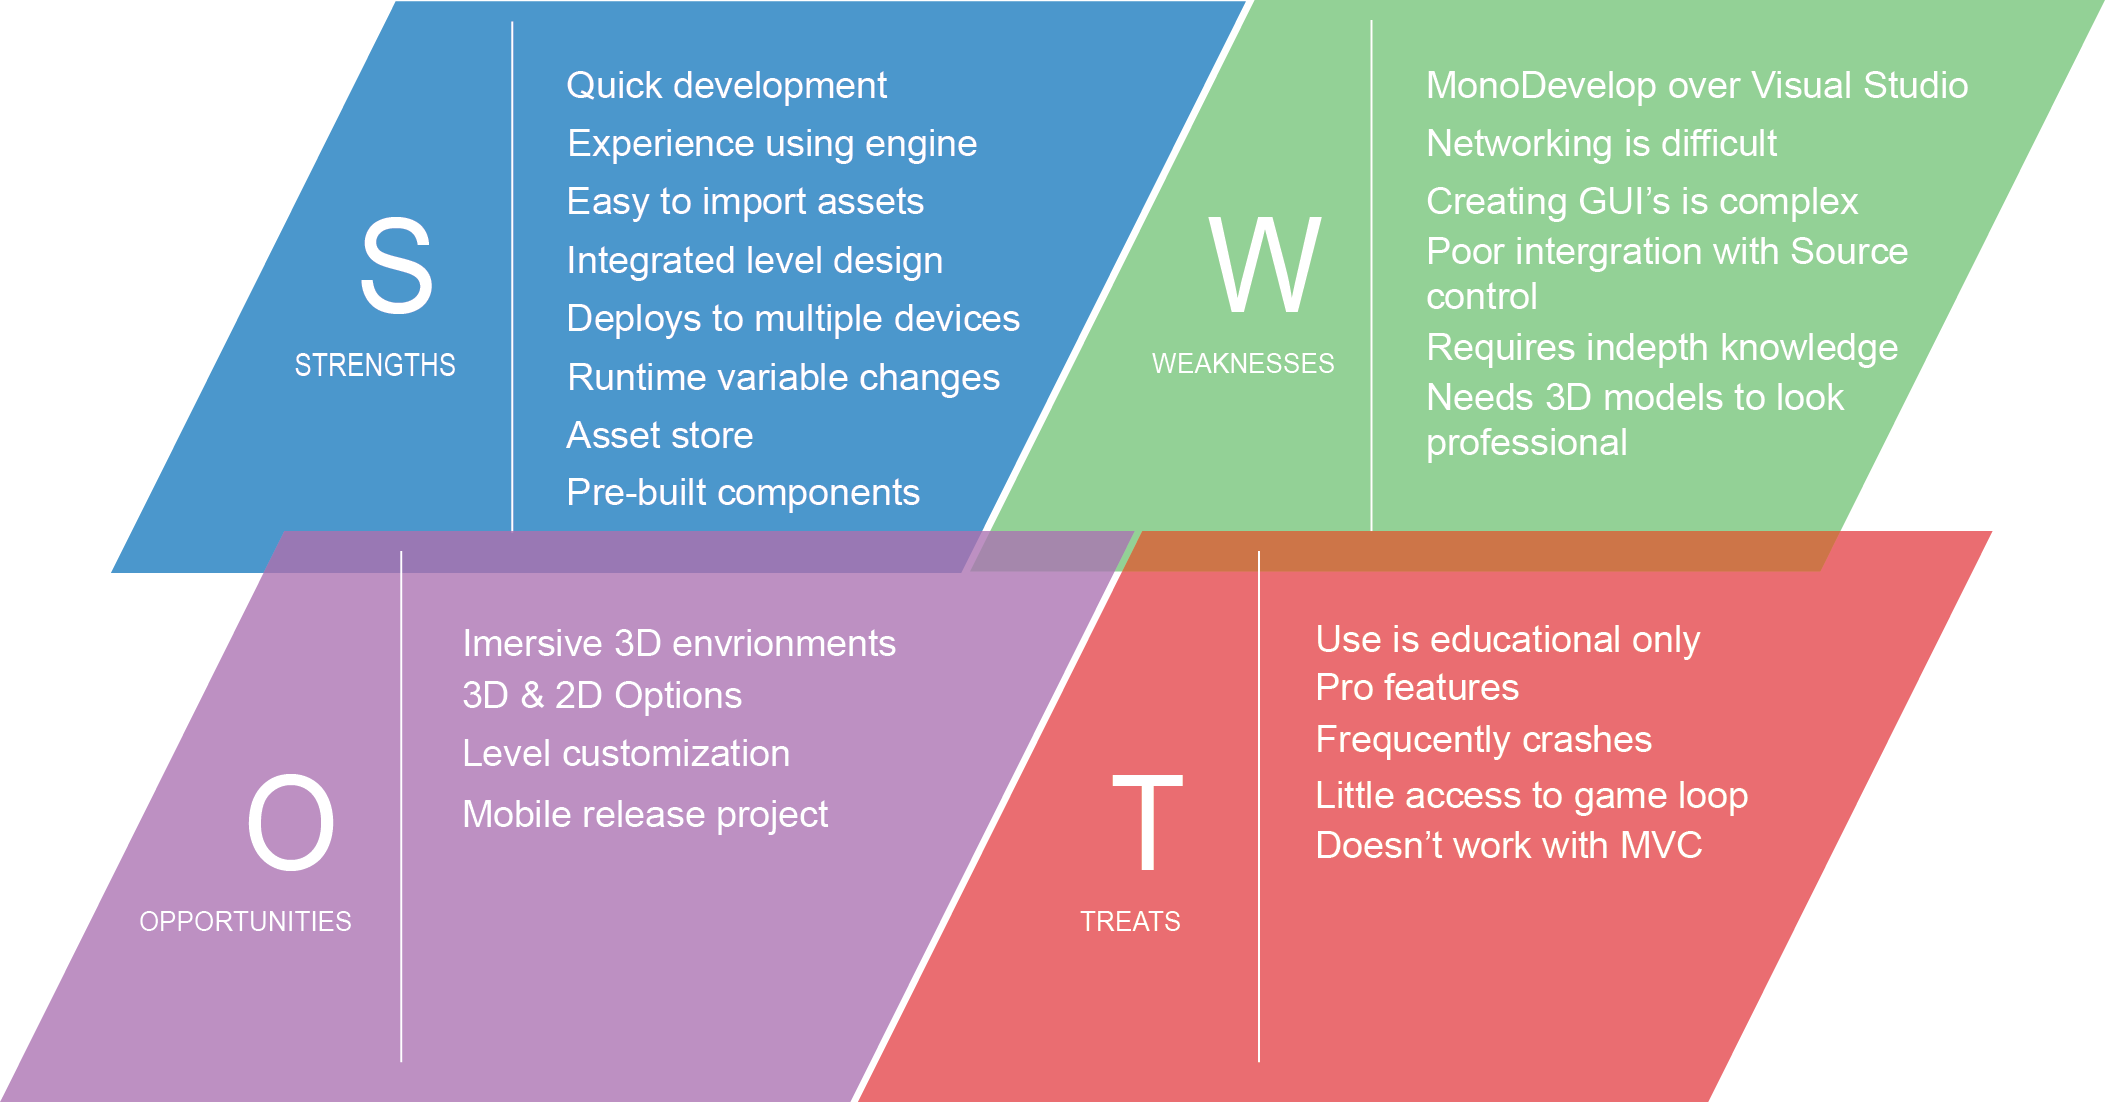 S
STRENGTHS
Quick development
Experience using engine
Easy to import assets
Integrated level design
Deploys to multiple devices
Runtime variable changes
Asset store
Pre-built components
W
WEAKNESSES
MonoDevelop over Visual Studio
Networking is difficult
Creating GUI’s is complex
Poor intergration with Source
control
Requires indepth knowledge
Needs 3D models to look
professional
O
OPPORTUNITIES
Imersive 3D envrionments
3D & 2D Options
Level customization
Mobile release project
T
TREATS
Use is educational only
Pro features
Frequcently crashes
Little access to game loop
Doesn’t work with MVC